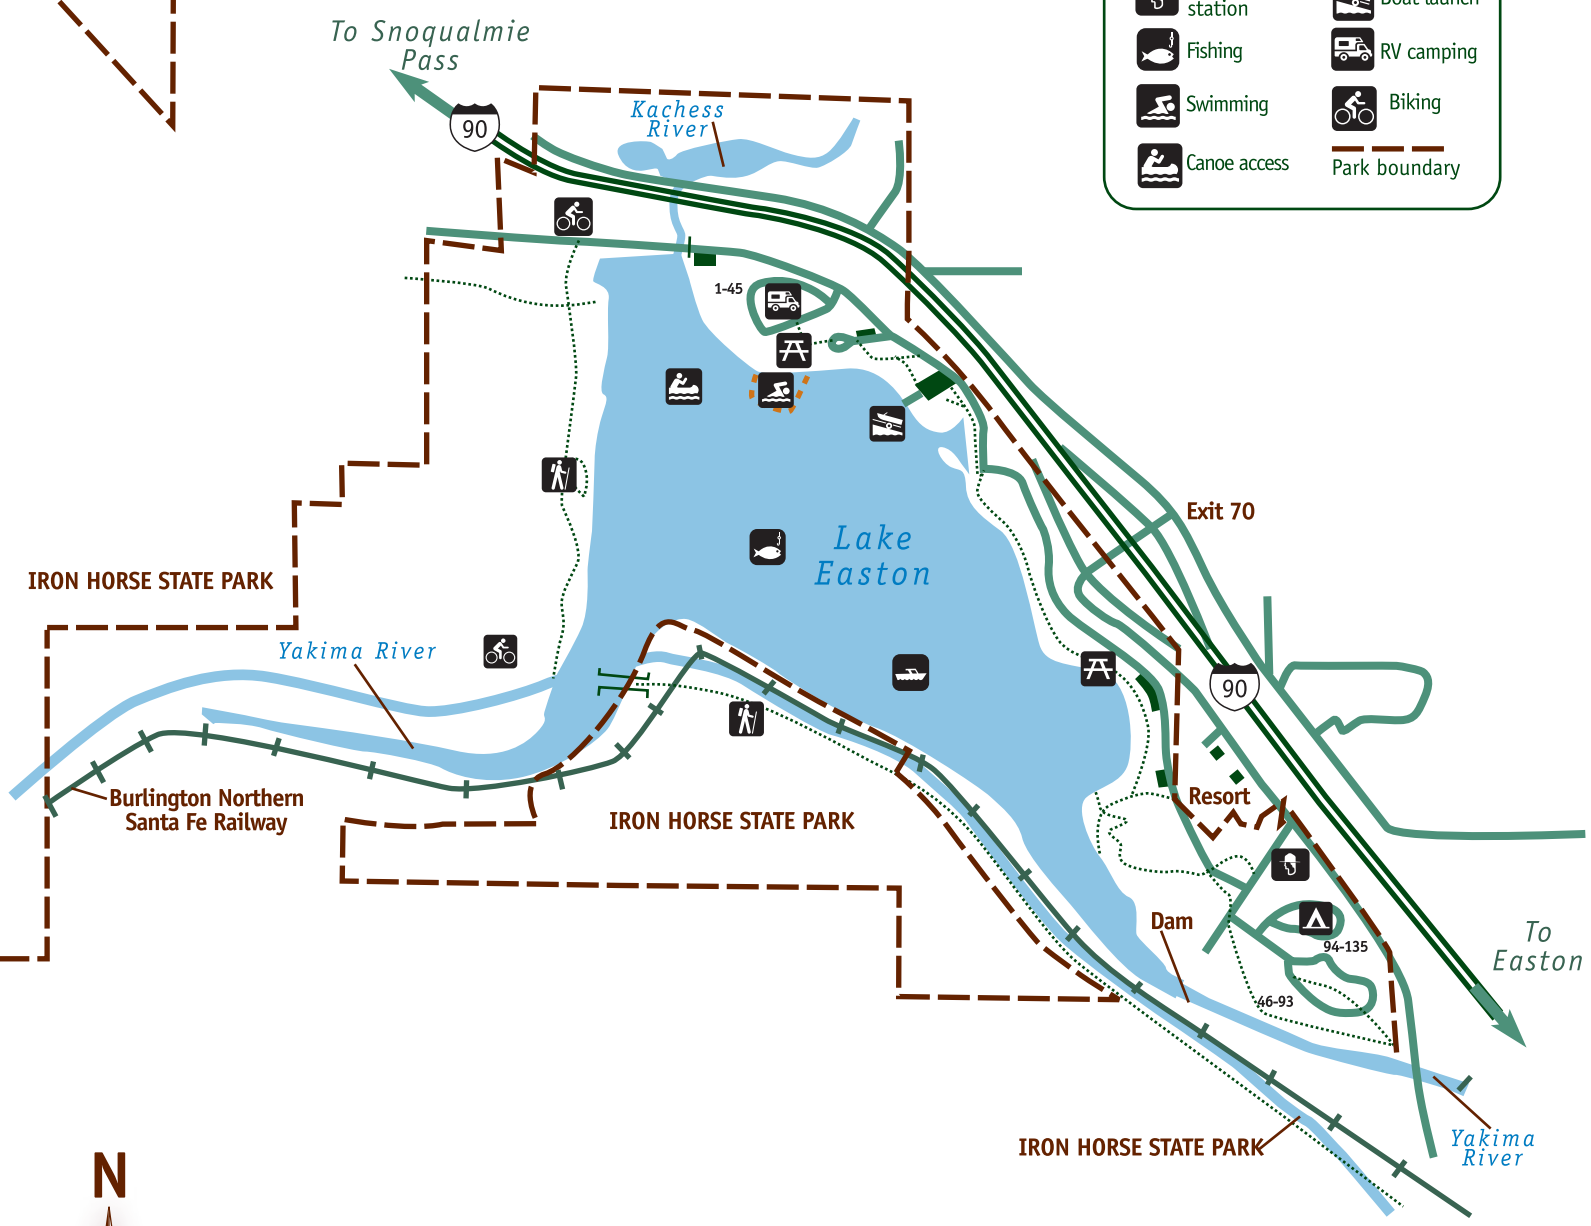 To Snoqualmie
Pass
90
Kachess
River
station
Boat launch
Fishing
RV camping
Swimming
Biking
Canoe access
Park boundary
1-45
Exit 70
Lake
Easton
IRON HORSE STATE PARK
Yakima River
90
Burlington Northern
Santa Fe Railway
IRON HORSE STATE PARK
Resort
Dam
94-135
46-93
To
Easton
IRON HORSE STATE PARK
Yakima
River
N